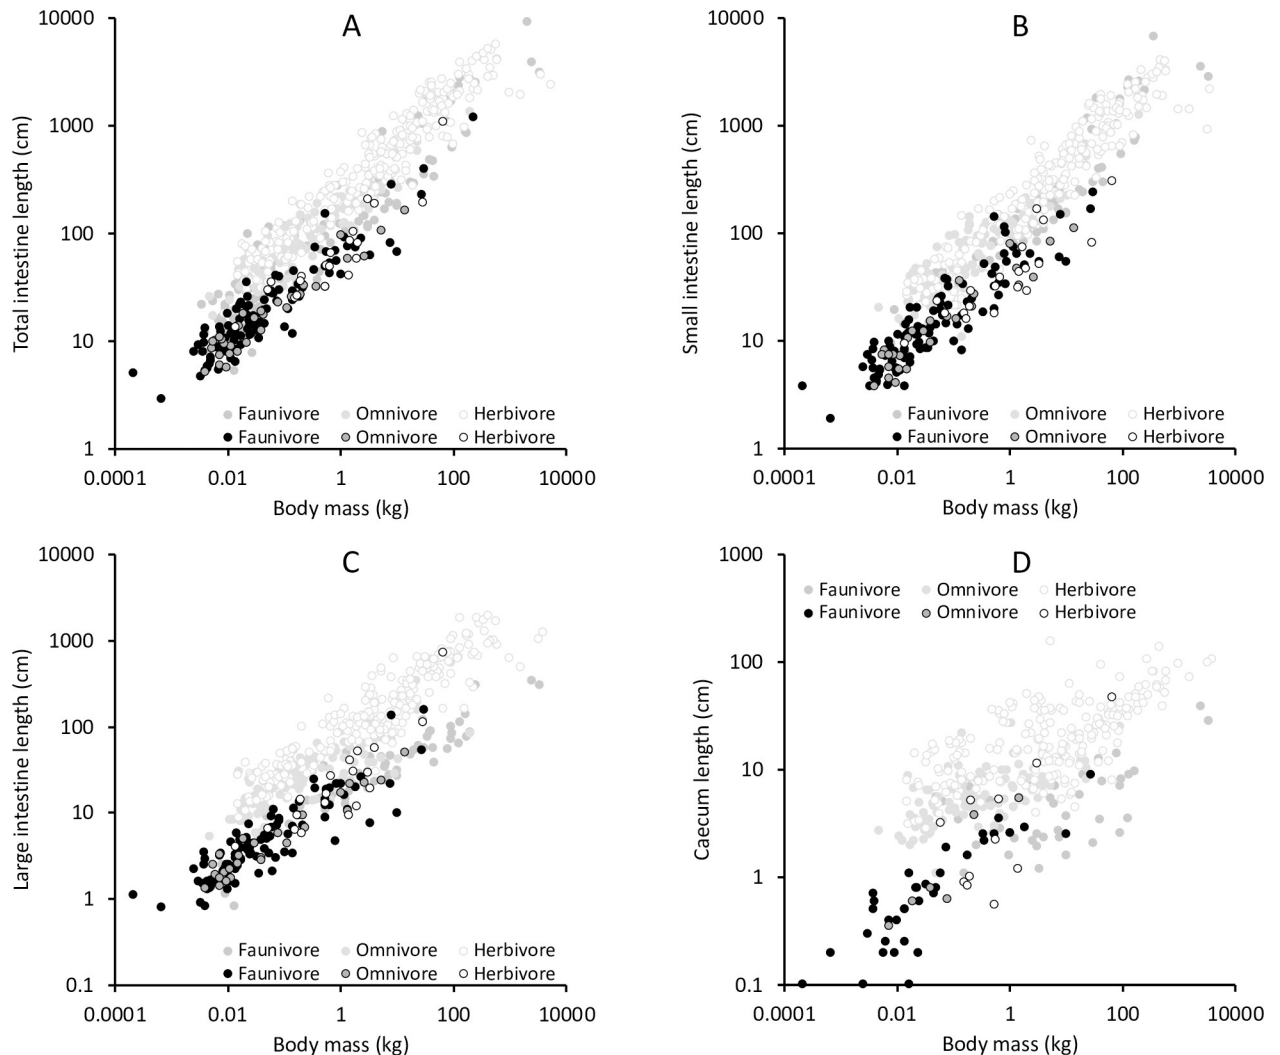 A
10000
1000
100
10
1
Total intestine length (cm)
Faunivore Omnivore Herbivore
Faunivore Omnivore Herbivore
0.0001 0.01 1 100 10000
Body mass (kg)
B
10000
1000
100
10
1
Small intestine length (cm)
Faunivore Omnivore Herbivore
Faunivore Omnivore Herbivore
0.0001 0.01 1 100 10000
Body mass (kg)
C
10000
1000
100
10
1
0.1
Large intestine length (cm)
Faunivore Omnivore Herbivore
Faunivore Omnivore Herbivore
0.0001 0.01 1 100 10000
Body mass (kg)
D
1000
100
10
1
0.1
Caecum length (cm)
Faunivore Omnivore Herbivore
Faunivore Omnivore Herbivore
0.0001 0.01 1 100 10000
Body mass (kg)